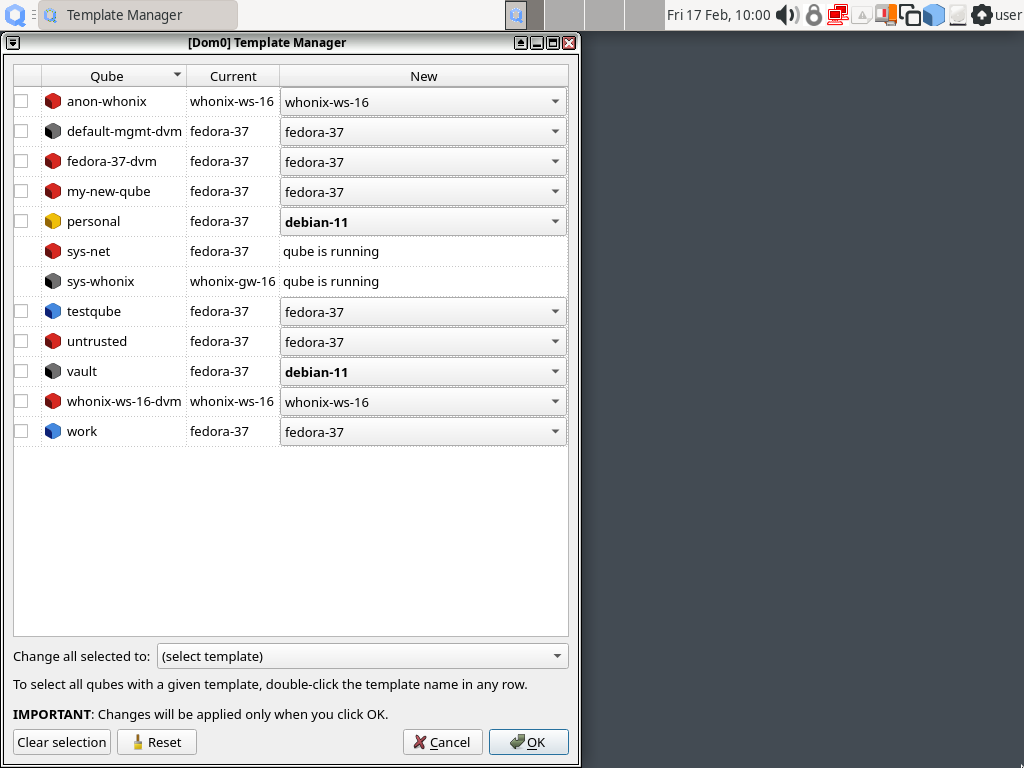 Template Manager
Fri 17 Feb, 10:00
user
[Dom0] Template Manager
Qube Current New
anon-whonix whonix-ws-16 whonix-ws-16
default-mgmt-dvm fedora-37 fedora-37
fedora-37-dvm fedora-37 fedora-37
my-new-qube fedora-37 fedora-37
personal fedora-37 debian-11
sys-net fedora-37 qube is running
sys-whonix whonix-gw-16 qube is running
testqube fedora-37 fedora-37
untrusted fedora-37 fedora-37
vault fedora-37 debian-11
whonix-ws-16-dvm whonix-ws-16 whonix-ws-16
work fedora-37 fedora-37
Change all selected to: (select template)
To select all qubes with a given template, double-click the template name in any row.
IMPORTANT: Changes will be applied only when you click OK.
Clear selection Reset Cancel OK